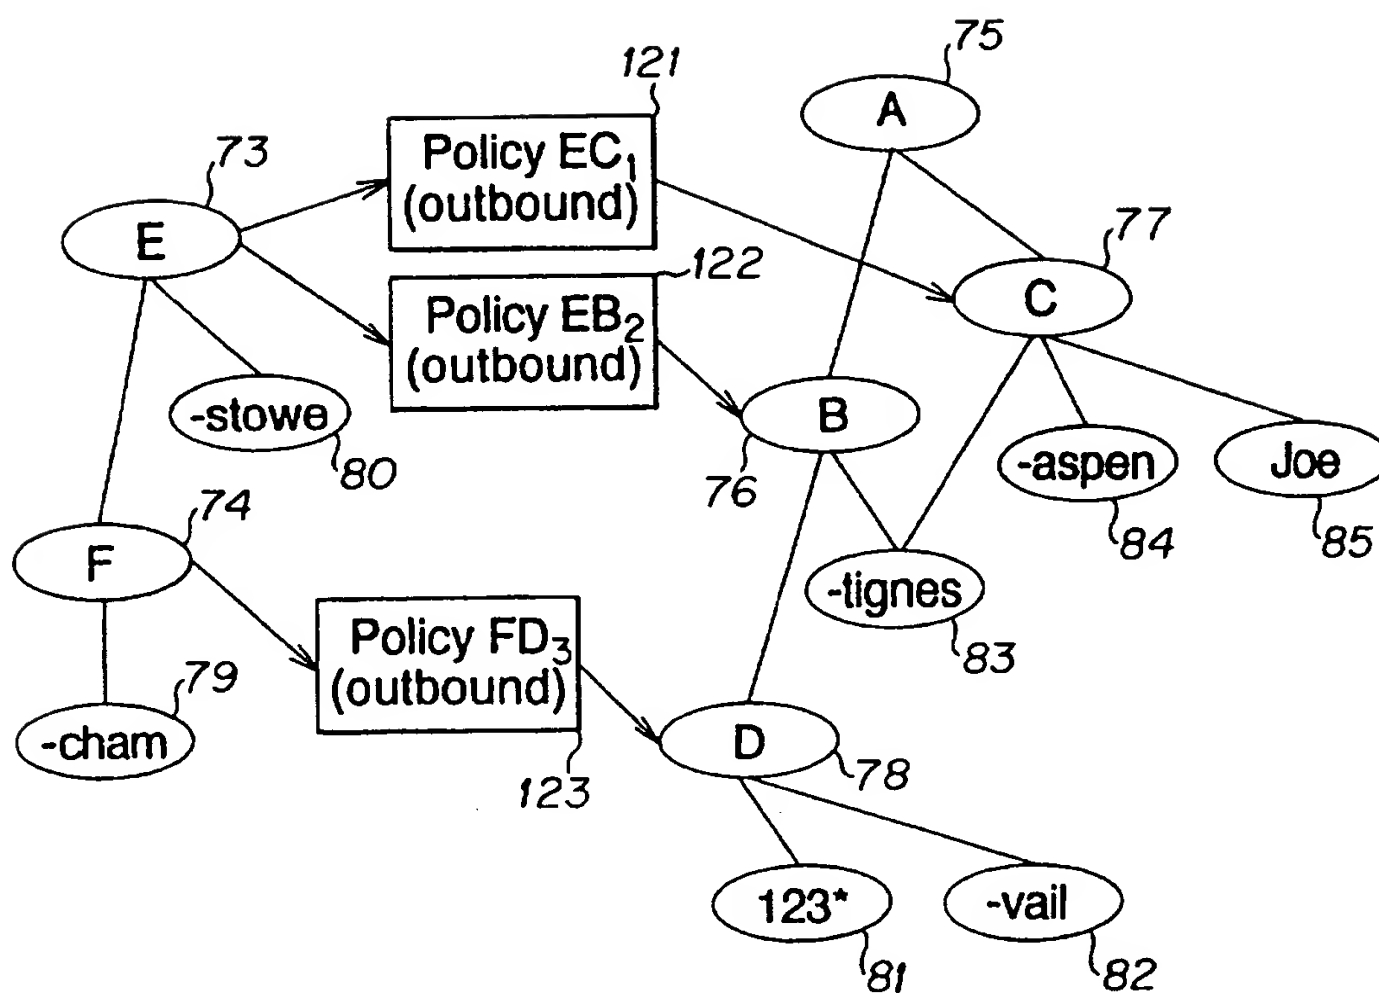 75
121
A
73
Policy EC₁
(outbound)
77
E
122
C
Policy EB₂
(outbound)
-stowe
B
80
76
-aspen
Joe
74
84
85
F
-tignes
Policy FD₃
(outbound)
83
79
-cham
D
78
123
123*
-vail
81
82